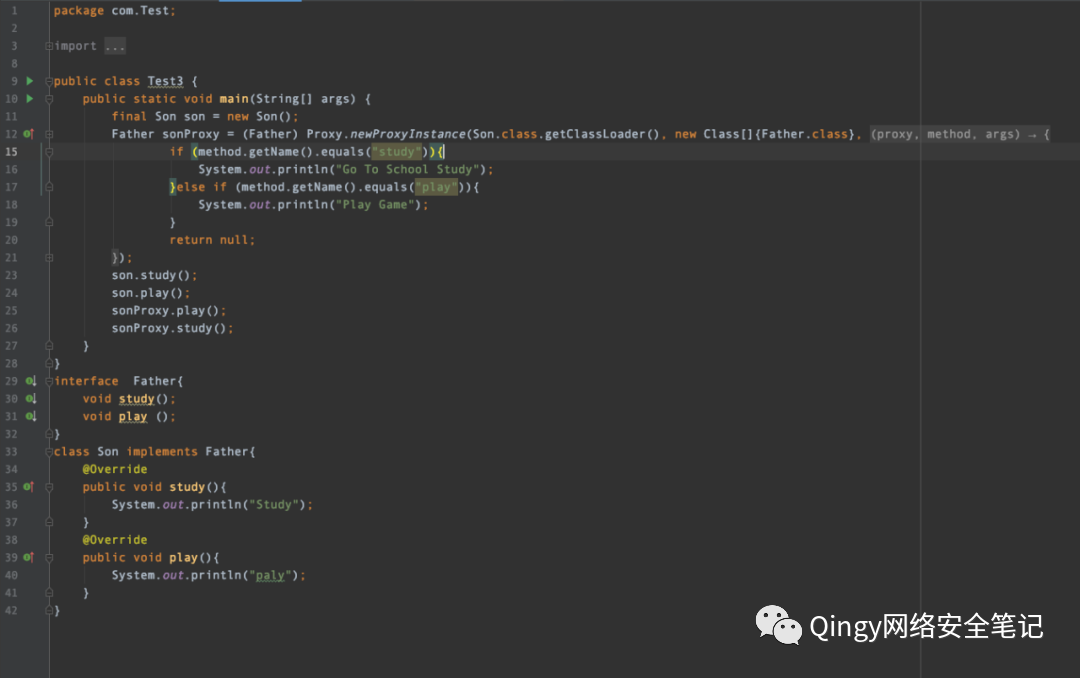 1 package com.Test;
2
3 import ...
8
9 public class Test3 {
10 public static void main(String[] args) {
11 final Son son = new Son();
12 Father sonProxy = (Father) Proxy.newProxyInstance(Son.class.getClassLoader(), new Class[]{Father.class}, (proxy, method, args) → {
15 if (method.getName().equals("study")){
16 System.out.println("Go To School Study");
17 }else if (method.getName().equals("play")){
18 System.out.println("Play Game");
19 }
20 return null;
21 });
23 son.study();
24 son.play();
25 sonProxy.play();
26 sonProxy.study();
27 }
28 }
29 interface  Father{
30 void study();
31 void play ();
32 }
33 class Son implements Father{
34 @Override
35 public void study(){
36 System.out.println("Study");
37 }
38 @Override
39 public void play(){
40 System.out.println("paly");
41 }
42 }
Qingy网络安全笔记